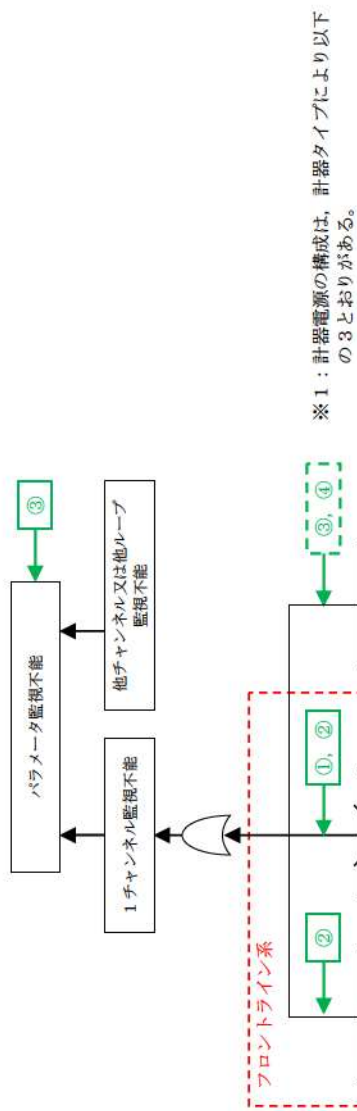 パラメータ監視不能
③
1チャンネル監視不能
他チャンネル又は他ループ
監視不能
フロントライン系
②
①，②
③，④
※1：計器電源の構成は，計器タイプにより以下
の3とおりがある。